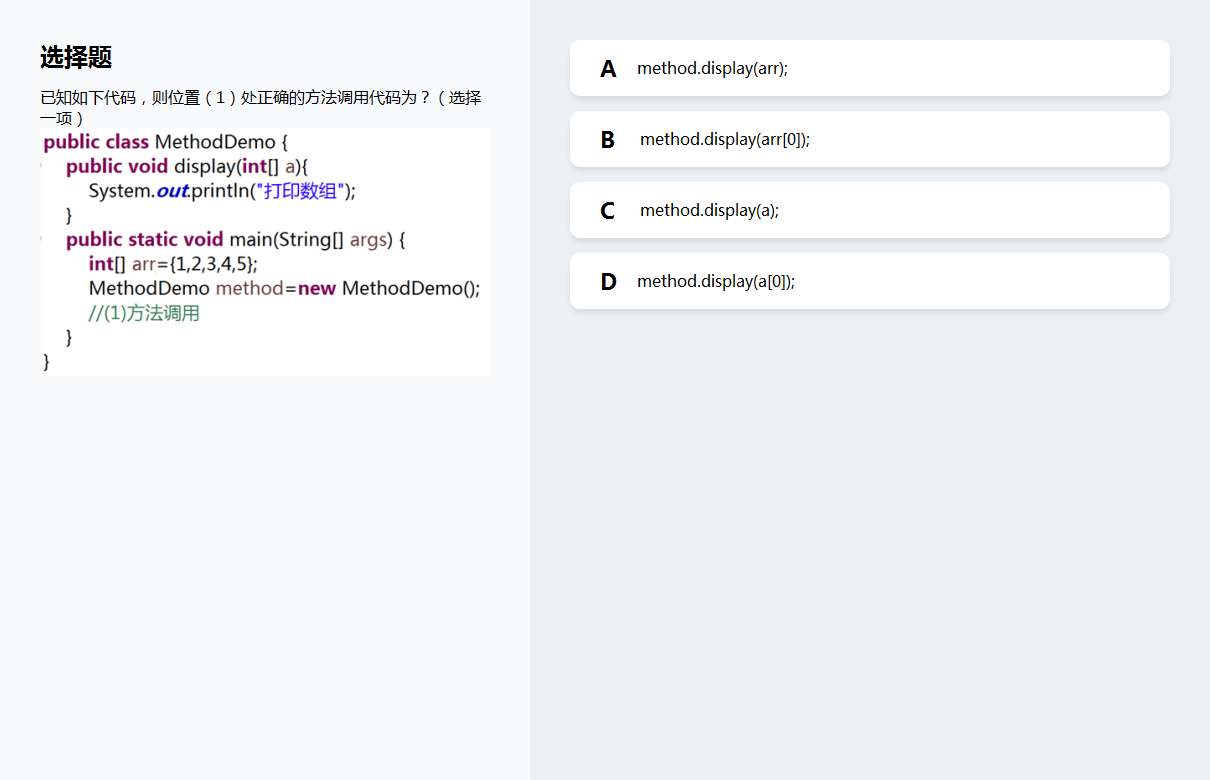 选择题
已知如下代码，则位置（1）处正确的方法调用代码为？（选择
一项）
public class MethodDemo {
public void display(int[] a){
System.out.println("打印数组");
}
public static void main(String[] args) {
int[] arr={1,2,3,4,5};
MethodDemo method=new MethodDemo();
//(1)方法调用
}
}
A method.display(arr);
B method.display(arr[0]);
C method.display(a);
D method.display(a[0]);